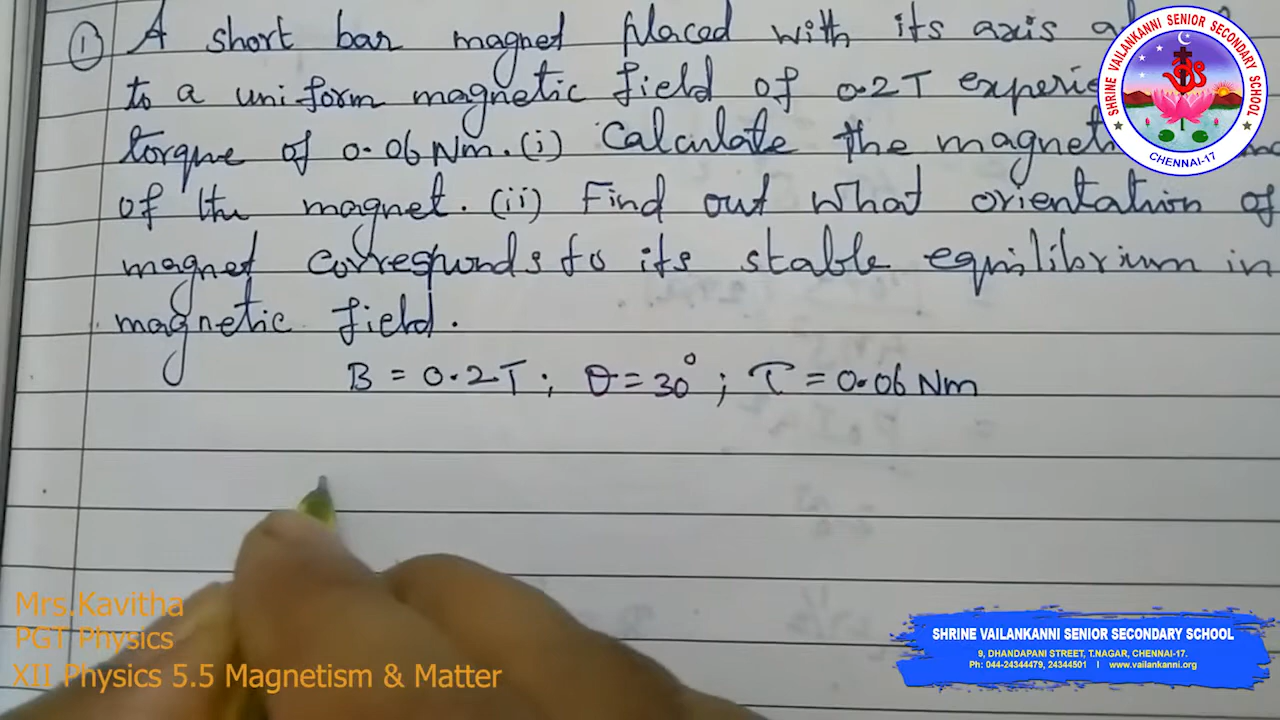 ① A short bar magnet placed with its axis
to a uniform magnetic field of 0.2T
torque of 0.06 Nm. (i) Calculate the
of the magnet. (ii) Find out what orientation of
magnet corresponds to its stable equilibrium in
magnetic field.
B = 0.2T ; θ = 30° ; τ = 0.06 Nm
SHRINE VAILANKANNI SENIOR SECONDARY SCHOOL
CHENNAI-17
Mrs.Kavitha
PGT Physics
XII Physics 5.5 Magnetism & Matter
SHRINE VAILANKANNI SENIOR SECONDARY SCHOOL
9, DHANDAPANI STREET, T.NAGAR, CHENNAI-17.
Ph: 044-24344479, 24344501 | www.vailankanni.org